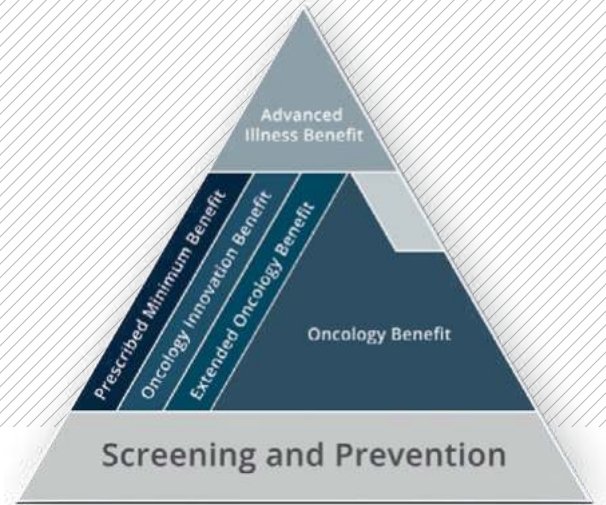 Advanced
Illness Benefit
Prescribed Minimum Benefit
Oncology Innovation Benefit
Extended Oncology Benefit
Oncology Benefit
Screening and Prevention